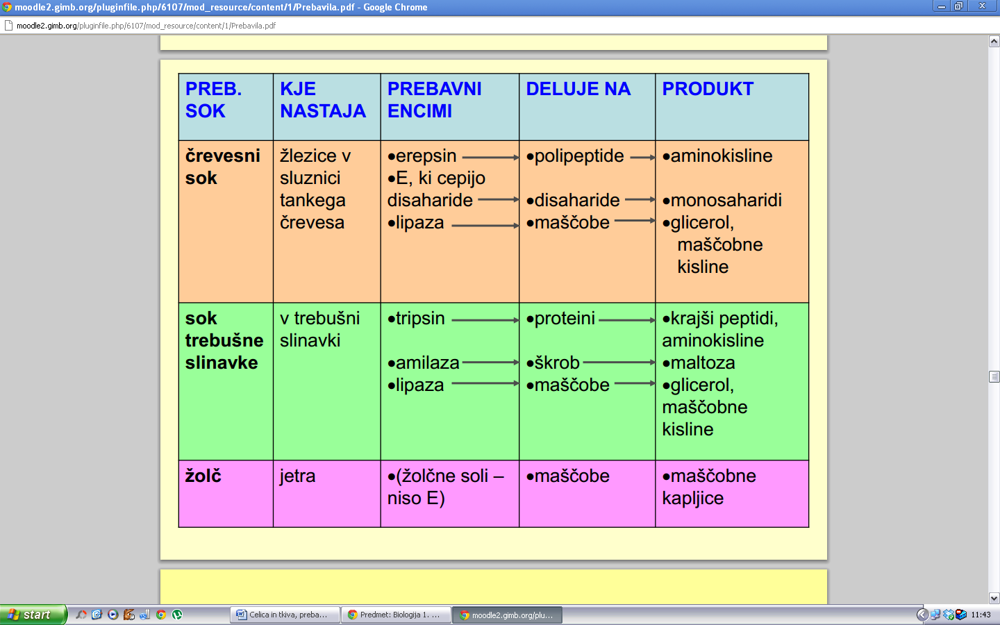 moodle2.gimb.org/pluginfile.php/6107/mod_resource/content/1/Prebavila.pdf - Google Chrome
moodle2.gimb.org/pluginfile.php/6107/mod_resource/content/1/Prebavila.pdf
PREB.
SOK
KJE
NASTAJA
PREBAVNI
ENCIMI
DELUJE NA
PRODUKT
črevesni
sok
žlezice v
sluznici
tankega
črevesa
•erepsin
•E, ki cepijo
disaharide
•lipaza
•polipeptide
•disaharide
•maščobe
•aminokisline
•monosaharidi
•glicerol,
maščobne
kisline
sok
trebušne
slinavke
v trebušni
slinavki
•tripsin
•amilaza
•lipaza
•proteini
•škrob
•maščobe
•krajši peptidi,
aminokisline
•maltoza
•glicerol,
maščobne
kisline
žolč
jetra
•(žolčne soli –
niso E)
•maščobe
•maščobne
kapljice
start
Celica in tkiva, preba...
Predmet: Biologija 1. ...
moodle2.gimb.org/plu...
11:43